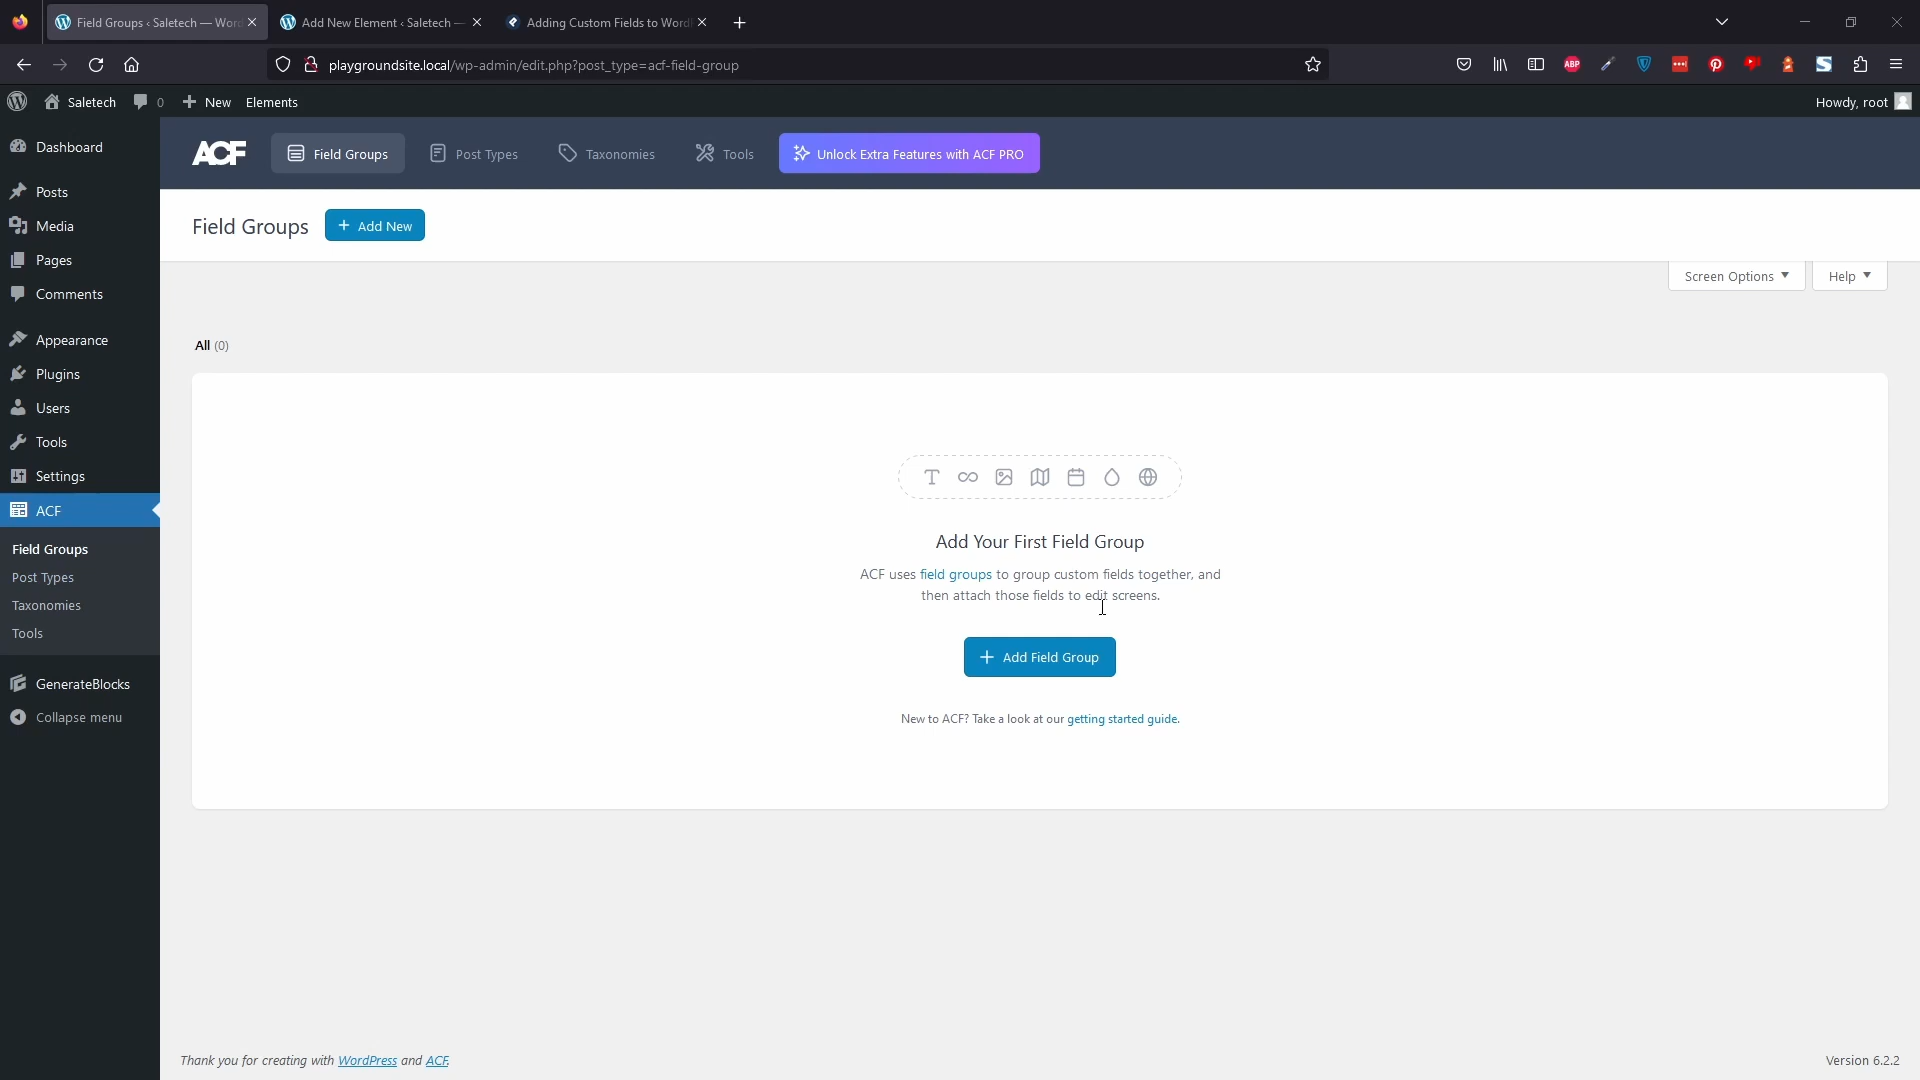 Field Groups ‹ Saletech — Word
Add New Element ‹ Saletech —
Adding Custom Fields to Word
playgroundsite.local/wp-admin/edit.php?post_type=acf-field-group
ABP
Saletech
0
New
Elements
Howdy, root
Dashboard
Posts
Media
Pages
Comments
Appearance
Plugins
Users
Tools
Settings
ACF
Field Groups
Post Types
Taxonomies
Tools
GenerateBlocks
Collapse menu
ACF
Field Groups
Post Types
Taxonomies
Tools
Unlock Extra Features with ACF PRO
Field Groups
Add New
Screen Options
Help
All (0)
Add Your First Field Group
ACF uses field groups to group custom fields together, and
then attach those fields to edit screens.
Add Field Group
New to ACF? Take a look at our getting started guide.
Thank you for creating with WordPress and ACF.
Version 6.2.2